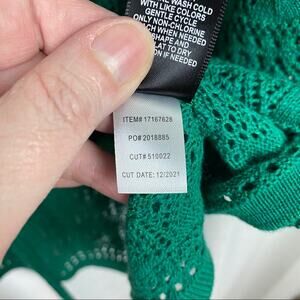 WASH COLD
WITH LIKE COLORS
GENTLE CYCLE
ONLY NON-CHLORINE
WHEN NEEDED
SHAPE AND
FLAT TO DRY
IF NEEDED
ITEM# 17167628
PO# 2018885
CUT# 510022
CUT DATE: 12/2021